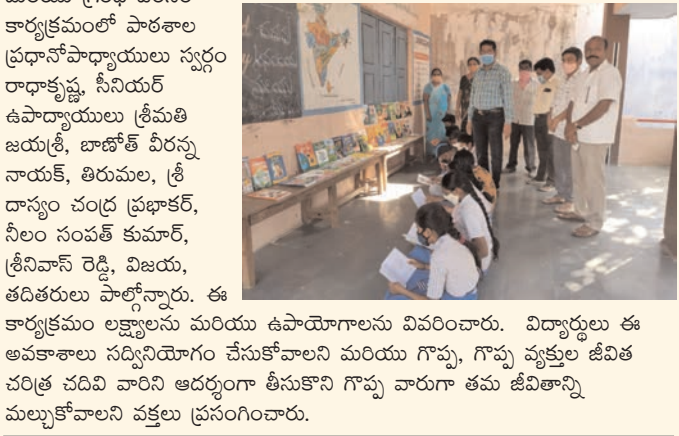 కార్యక్రమంలో పాఠశాల
ప్రధానోపాధ్యాయులు స్వర్గం
రాధాకృష్ణ, సీనియర్
ఉపాద్యాయులు శ్రీమతి
జయశ్రీ, బాణోత్ వీరన్న
నాయక్, తిరుమల, శ్రీ
దాస్యం చంద్ర ప్రభాకర్,
నీలం సంపత్ కుమార్,
శ్రీనివాస్ రెడ్డి, విజయ,
తదితరులు పాల్గోన్నారు. ఈ
కార్యక్రమం లక్ష్యాలను మరియు ఉపాయోగాలను వివరించారు. విద్యార్థులు ఈ
అవకాశాలు సద్వినియోగం చేసుకోవాలని మరియు గొప్ప, గొప్ప వ్యక్తుల జీవిత
చరిత్ర చదివి వారిని ఆదర్శంగా తీసుకొని గొప్ప వారుగా తమ జీవితాన్ని
మల్చుకోవాలని వక్తలు ప్రసంగించారు.